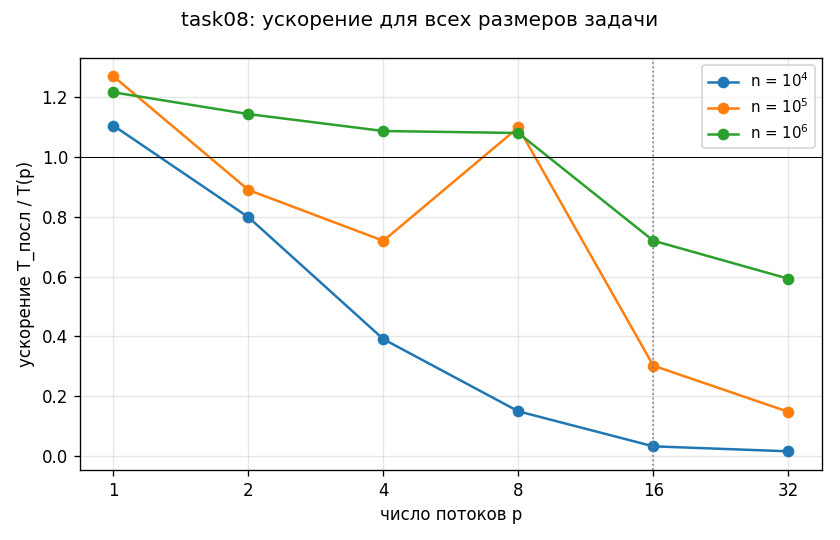 task08: ускорение для всех размеров задачи
ускорение T_посл / T(p)
1.2
1.0
0.8
0.6
0.4
0.2
0.0
n = 10⁴
n = 10⁵
n = 10⁶
1 2 4 8 16 32
число потоков p